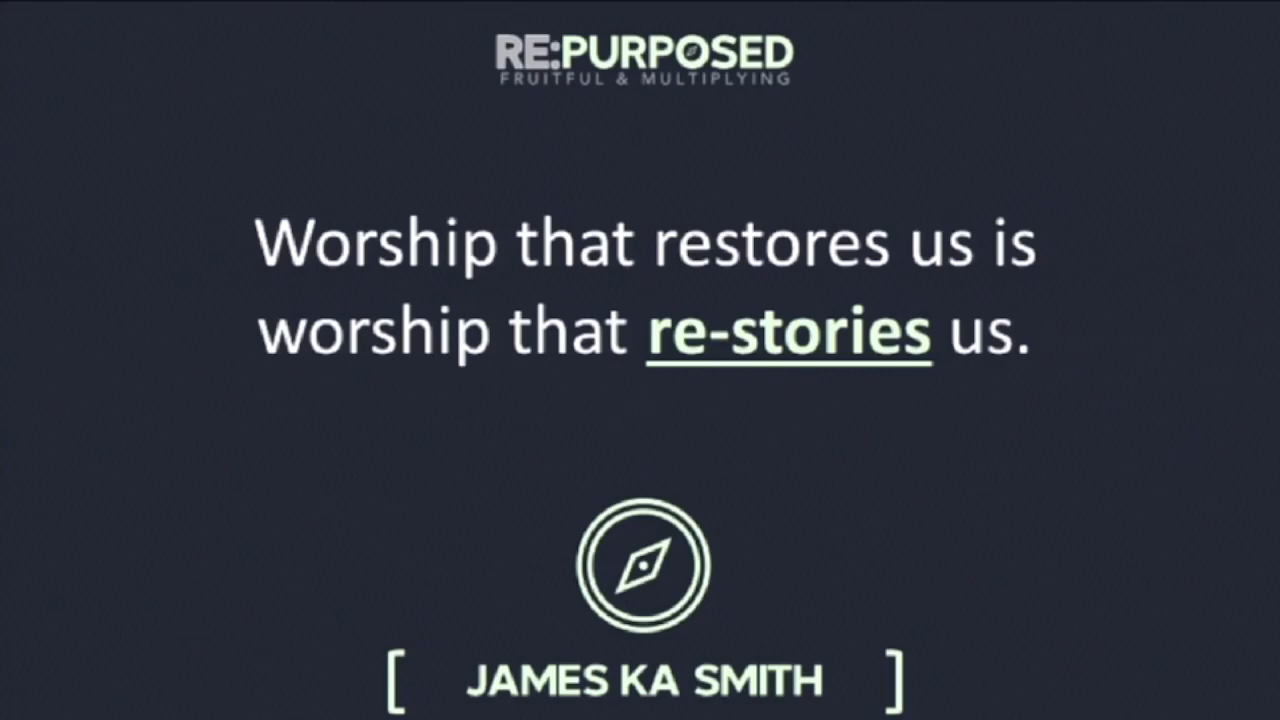 RE:PURPOSED
FRUITFUL & MULTIPLYING
Worship that restores us is
worship that re-stories us.
[ JAMES KA SMITH ]